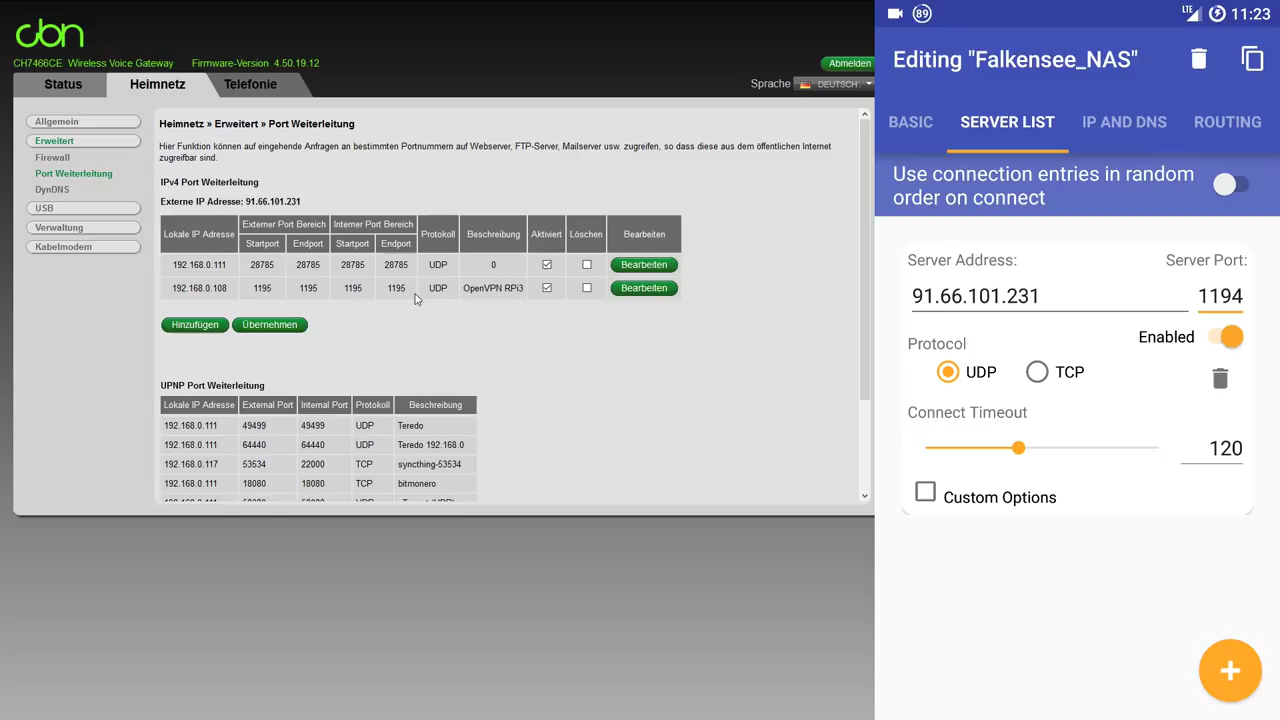 cbn
CH7466CE Wireless Voice Gateway Firmware-Version 4.50.19.12
Abmelden
Status Heimnetz Telefonie
Sprache DEUTSCH
Allgemein
Erweitert
Firewall
Port Weiterleitung
DynDNS
USB
Verwaltung
Kabelmodem
Heimnetz » Erweitert » Port Weiterleitung
Hier Funktion können auf eingehende Anfragen an bestimmten Portnummern auf Webserver, FTP-Server, Mailserver usw. zugreifen, so dass diese aus dem öffentlichen Internet
zugreifbar sind.
IPv4 Port Weiterleitung
Externe IP Adresse: 91.66.101.231
Lokale IP Adresse Externer Port Bereich Interner Port Bereich Protokoll Beschreibung Aktiviert Löschen Bearbeiten
Startport Endport Startport Endport
192.168.0.111 28785 28785 28785 28785 UDP 0 Bearbeiten
192.168.0.108 1195 1195 1195 1195 UDP OpenVPN RPi3 Bearbeiten
Hinzufügen Übernehmen
UPNP Port Weiterleitung
Lokale IP Adresse External Port Internal Port Protokoll Beschreibung
192.168.0.111 49499 49499 UDP Teredo
192.168.0.111 64440 64440 UDP Teredo 192.168.0
192.168.0.117 53534 22000 TCP syncthing-53534
192.168.0.111 18080 18080 TCP bitmonero
89 LTE 11:23
Editing "Falkensee_NAS"
BASIC SERVER LIST IP AND DNS ROUTING
Use connection entries in random
order on connect
Server Address: Server Port:
91.66.101.231 1194
Enabled
Protocol
UDP TCP
Connect Timeout
120
Custom Options